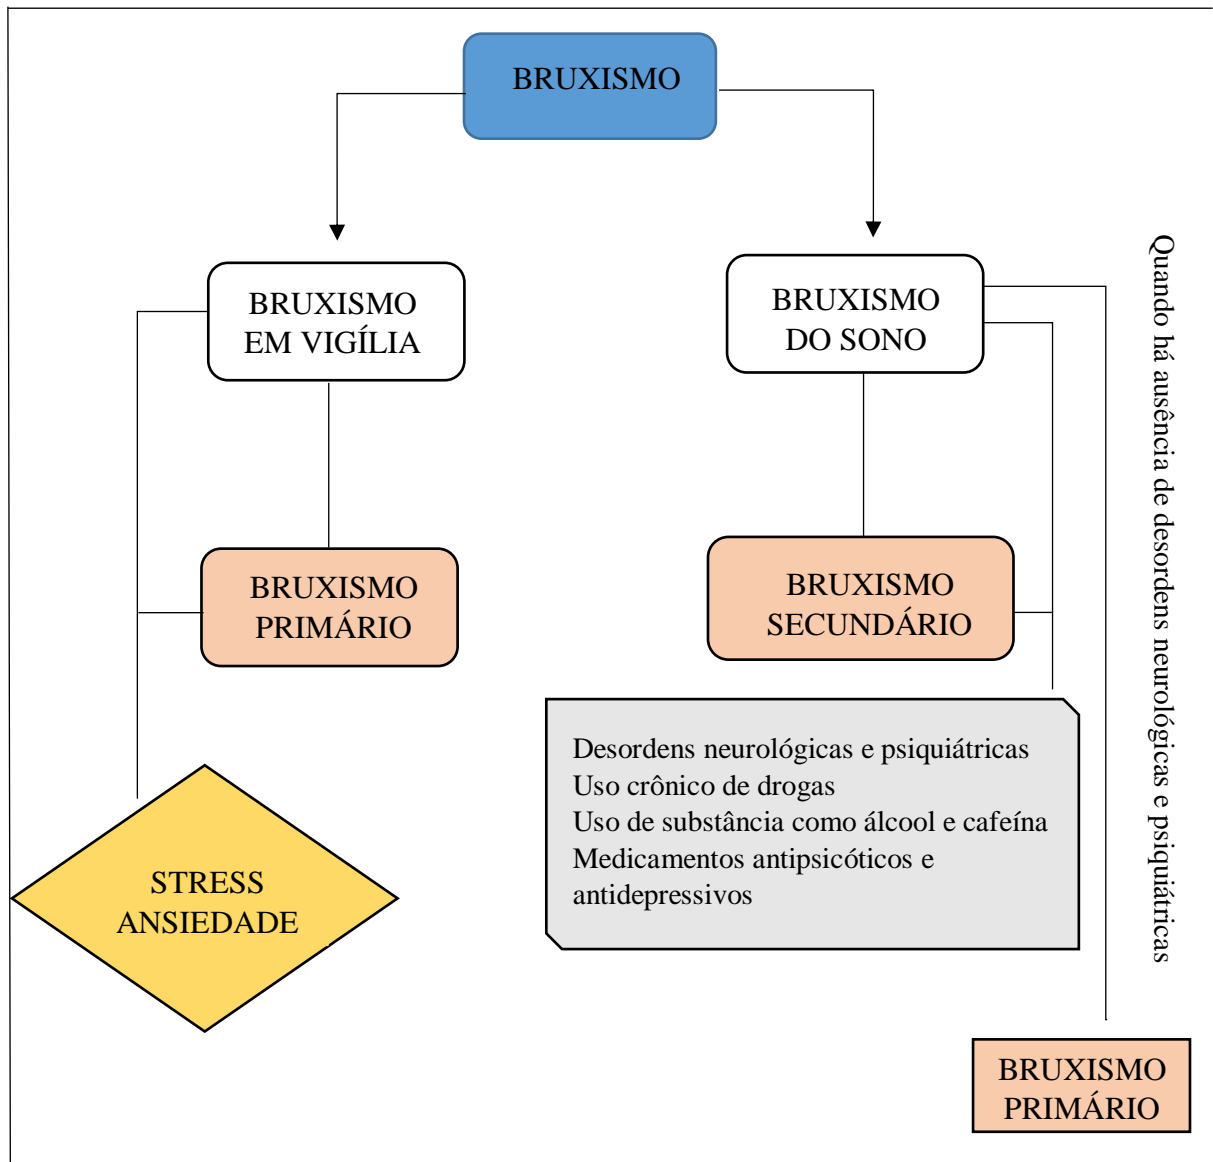 BRUXISMO
BRUXISMO
EM VIGÍLIA
BRUXISMO
DO SONO
Quando há ausência de desordens neurológicas e psiquiátricas
BRUXISMO
PRIMÁRIO
BRUXISMO
SECUNDÁRIO
Desordens neurológicas e psiquiátricas
Uso crônico de drogas
Uso de substância como álcool e cafeína
Medicamentos antipsicóticos e
antidepressivos
STRESS
ANSIEDADE
BRUXISMO
PRIMÁRIO